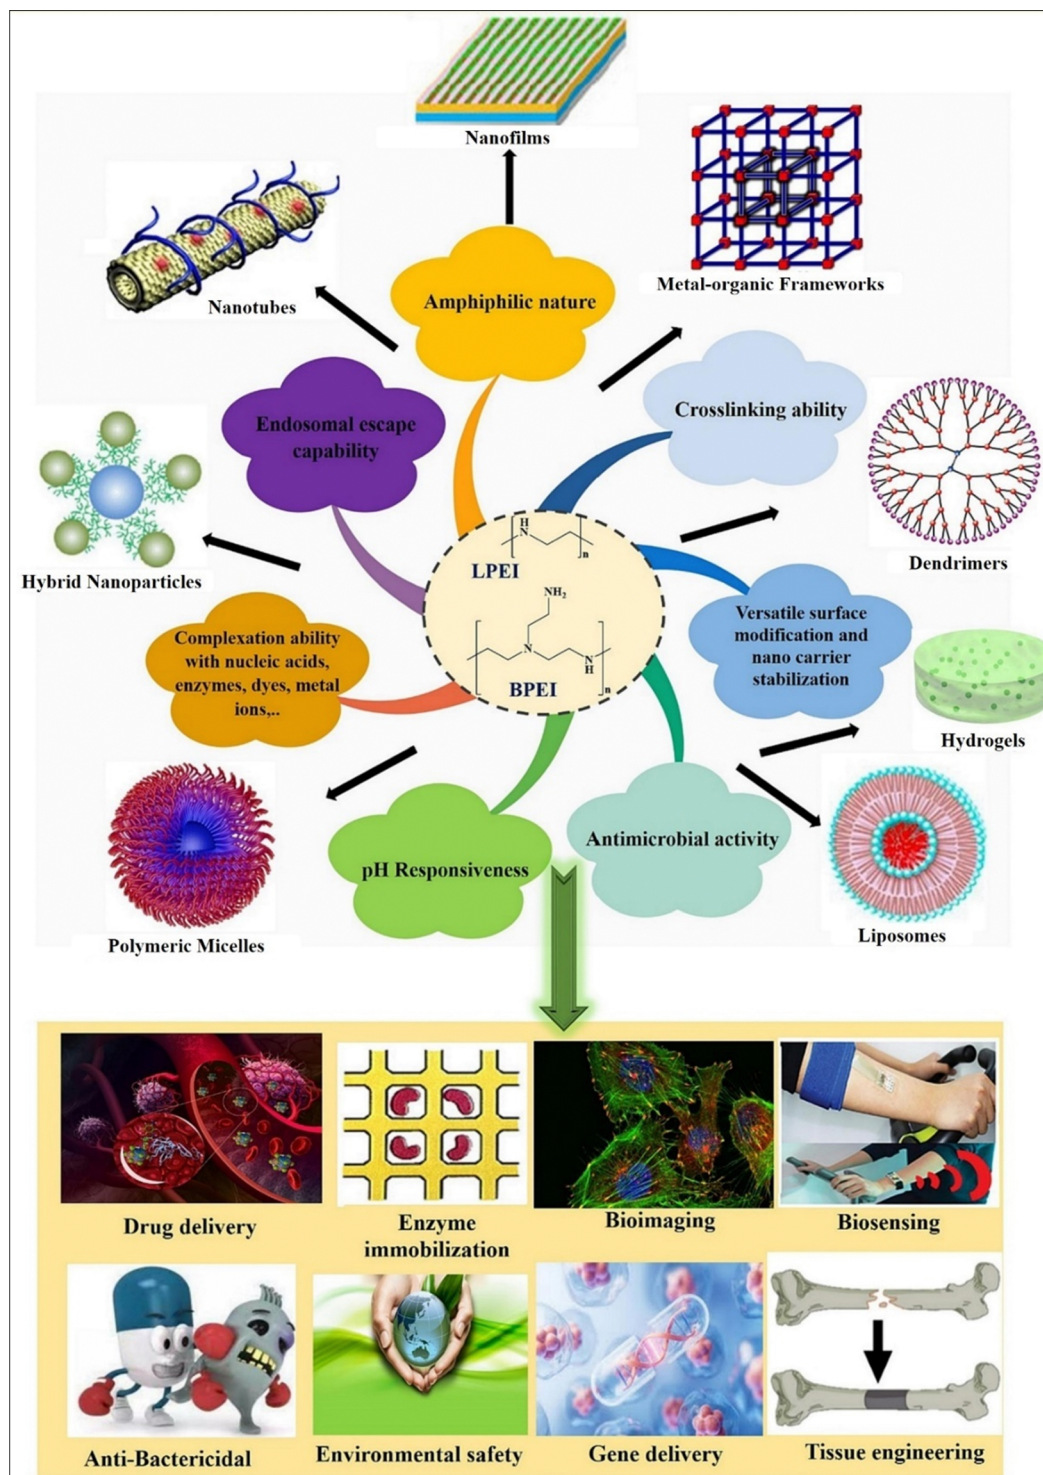 Nanofilms
Metal-organic Frameworks
Nanotubes
Amphiphilic nature
Crosslinking ability
Endosomal escape
capability
Hybrid Nanoparticles
Dendrimers
H
N
n
LPEI
NH2
N
N
H
n
BPEI
Complexation ability
with nucleic acids,
enzymes, dyes, metal
ions,..
Versatile surface
modification and
nano carrier
stabilization
Hydrogels
Polymeric Micelles
pH Responsiveness
Antimicrobial activity
Liposomes
Drug delivery
Enzyme
immobilization
Bioimaging
Biosensing
Anti-Bactericidal
Environmental safety
Gene delivery
Tissue engineering